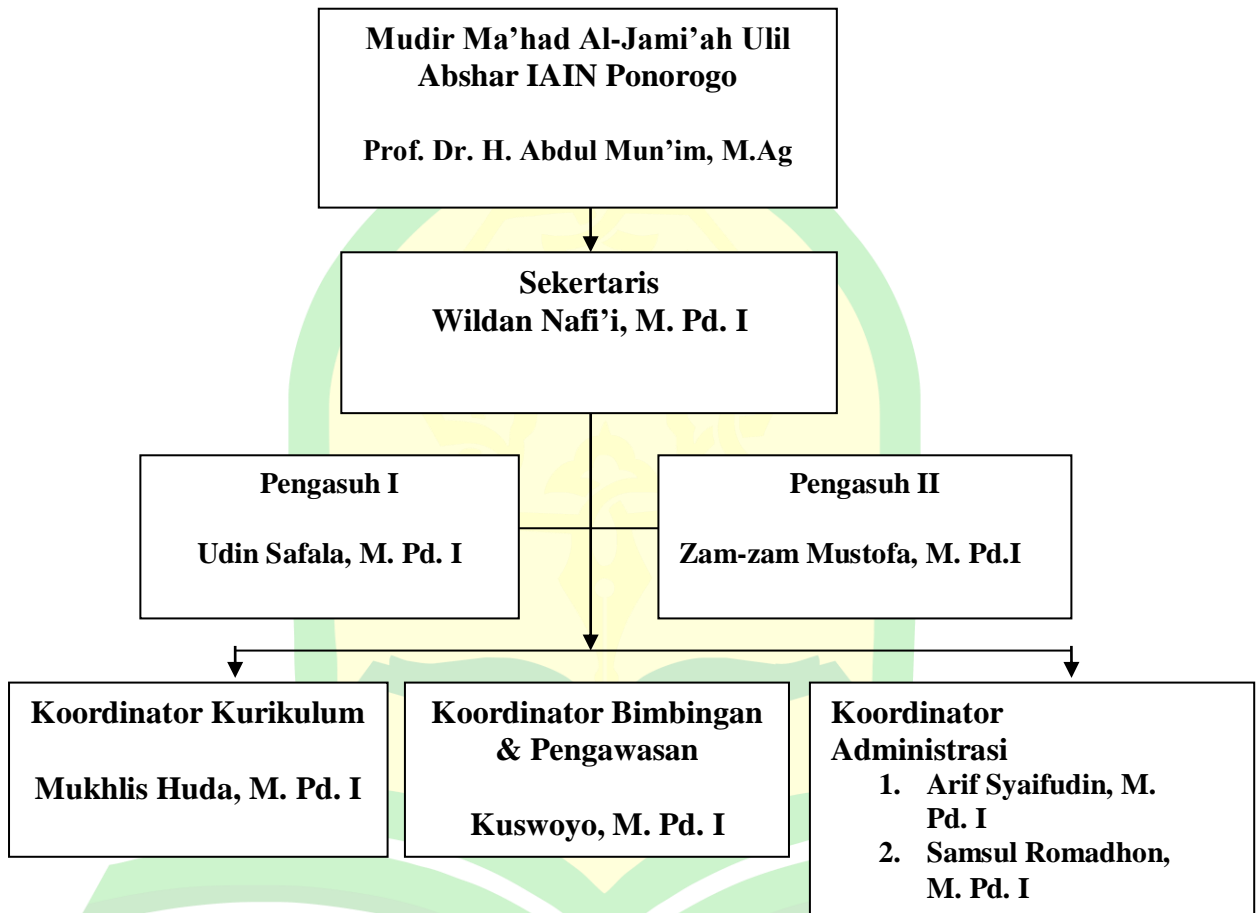 Mudir Ma’had Al-Jami’ah Ulil
Abshar IAIN Ponorogo
Prof. Dr. H. Abdul Mun’im, M.Ag
Sekertaris
Wildan Nafi’i, M. Pd. I
Pengasuh I
Udin Safala, M. Pd. I
Pengasuh II
Zam-zam Mustofa, M. Pd.I
Koordinator Kurikulum
Mukhlis Huda, M. Pd. I
Koordinator Bimbingan
& Pengawasan
Kuswoyo, M. Pd. I
Koordinator
Administrasi
1. Arif Syaifudin, M.
Pd. I
2. Samsul Romadhon,
M. Pd. I